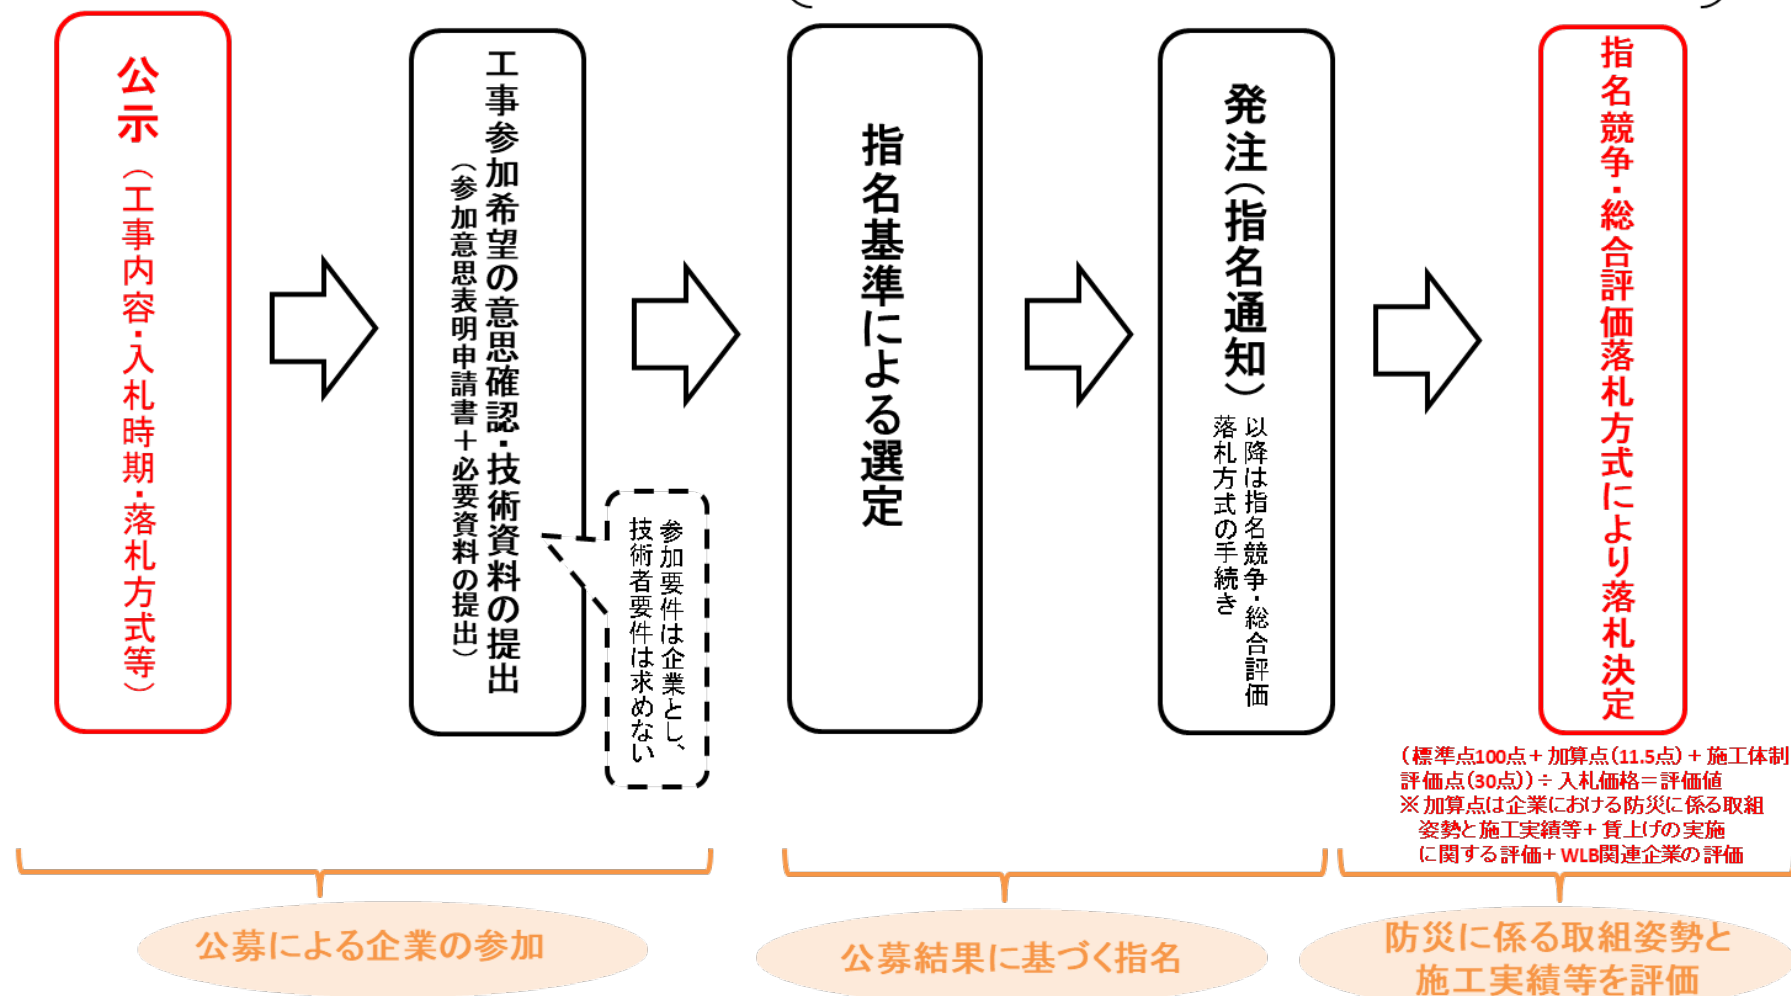 公示（工事内容・入札時期・落札方式等）
工事参加希望の意思確認・技術資料の提出
（参加意思表明申請書＋必要資料の提出）
参加要件は企業とし、
技術者要件は求めない
指名基準による選定
発注（指名通知）
以降は指名競争・総合評価
落札方式の手続き
指名競争・総合評価落札方式により落札決定
（標準点100点＋加算点（11.5点）＋施工体制
評価点（30点））÷入札価格＝評価値
※加算点は企業における防災に係る取組
姿勢と施工実績等＋賃上げの実施
に関する評価＋WLB関連企業の評価
公募による企業の参加
公募結果に基づく指名
防災に係る取組姿勢と
施工実績等を評価